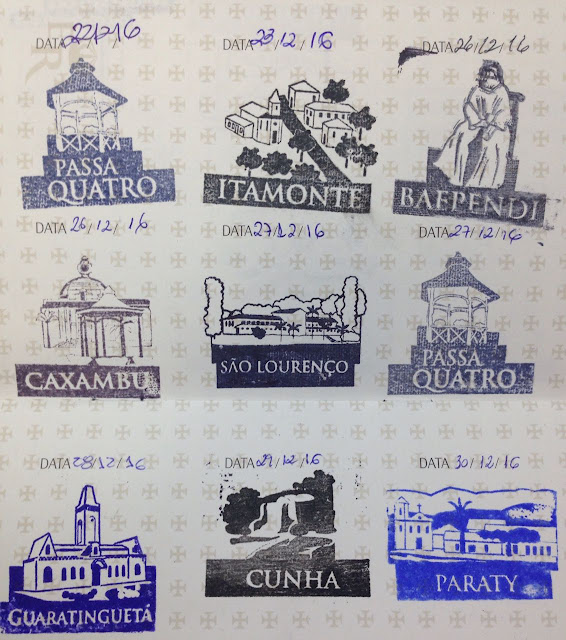 DATA 22/12/16
DATA 23/12/16
DATA 26/12/16
PASSA
QUATRO
ITAMONTE
BAEPENDI
DATA 26/12/16
DATA 27/12/16
DATA 27/12/16
CAXAMBU
SÃO LOURENÇO
PASSA
QUATRO
DATA 28/12/16
DATA 29/12/16
DATA 30/12/16
GUARATINGUETÁ
CUNHA
PARATY